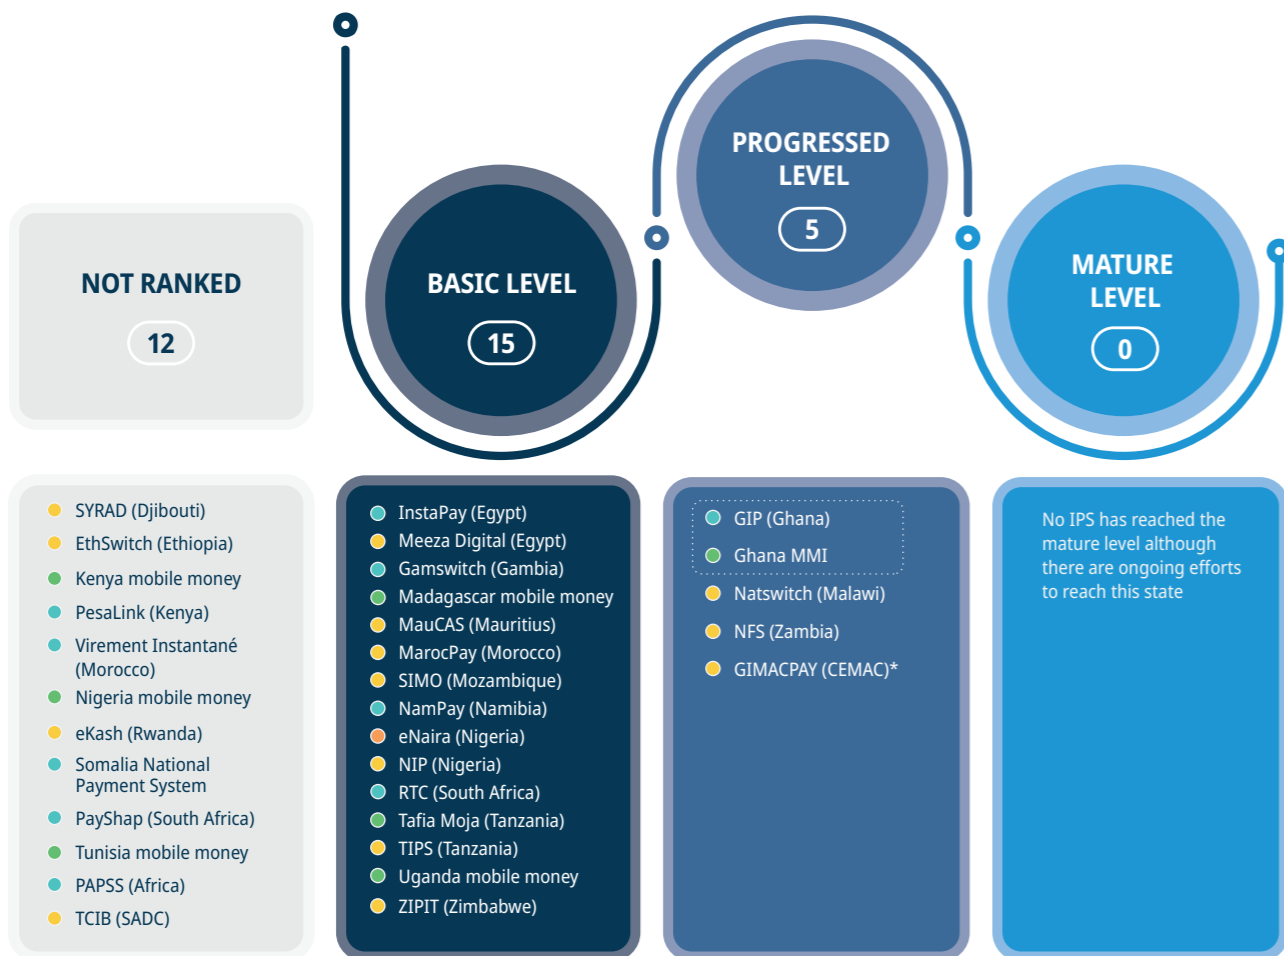 NOT RANKED
12
BASIC LEVEL
15
PROGRESSED
LEVEL
5
MATURE
LEVEL
0
SYRAD (Djibouti)
EthSwitch (Ethiopia)
Kenya mobile money
PesaLink (Kenya)
Virement Instantané
(Morocco)
Nigeria mobile money
eKash (Rwanda)
Somalia National
Payment System
PayShap (South Africa)
Tunisia mobile money
PAPSS (Africa)
TCIB (SADC)
InstaPay (Egypt)
Meeza Digital (Egypt)
Gamswitch (Gambia)
Madagascar mobile money
MauCAS (Mauritius)
MarocPay (Morocco)
SIMO (Mozambique)
NamPay (Namibia)
eNaira (Nigeria)
NIP (Nigeria)
RTC (South Africa)
Tafia Moja (Tanzania)
TIPS (Tanzania)
Uganda mobile money
ZIPIT (Zimbabwe)
GIP (Ghana)
Ghana MMI
Natswitch (Malawi)
NFS (Zambia)
GIMACPAY (CEMAC)*
No IPS has reached the
mature level although
there are ongoing efforts
to reach this state